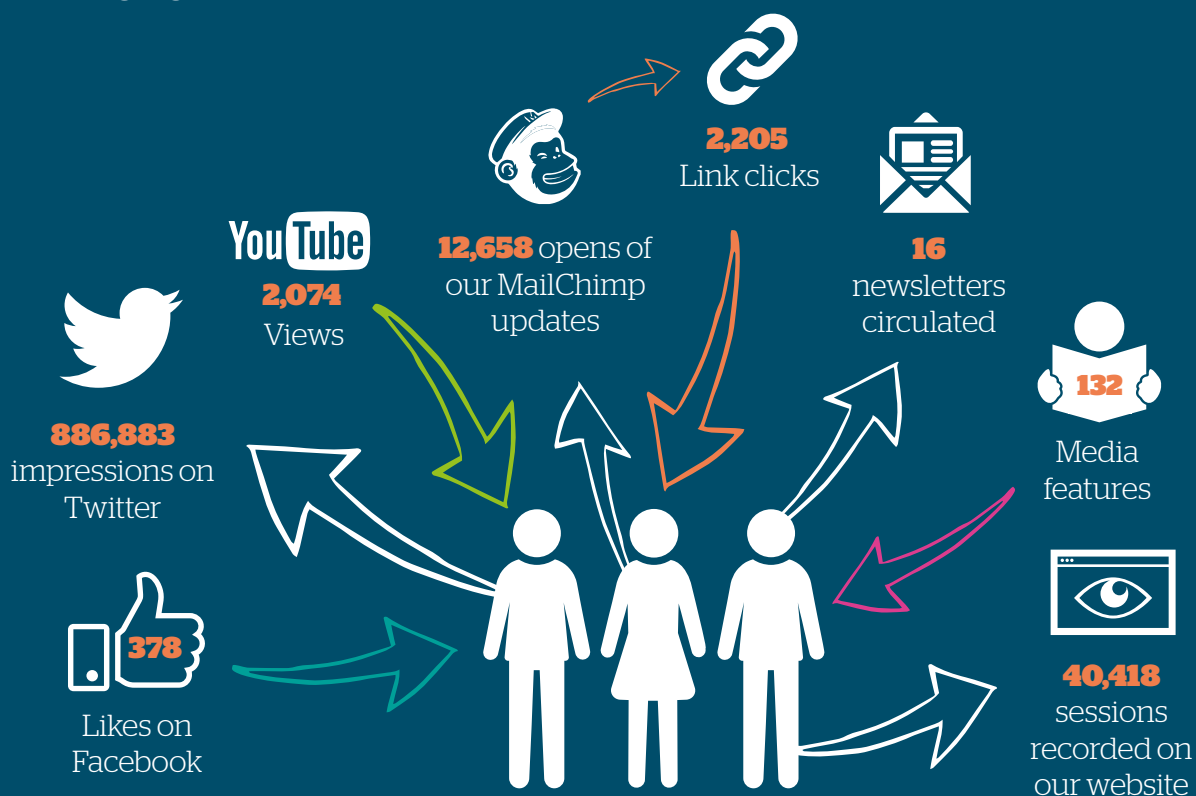 2,205
Link clicks
YouTube
2,074
Views
12,658 opens of
our MailChimp
updates
16
newsletters
circulated
886,883
impressions on
Twitter
132
Media
features
378
Likes on
Facebook
40,418
sessions
recorded on
our website